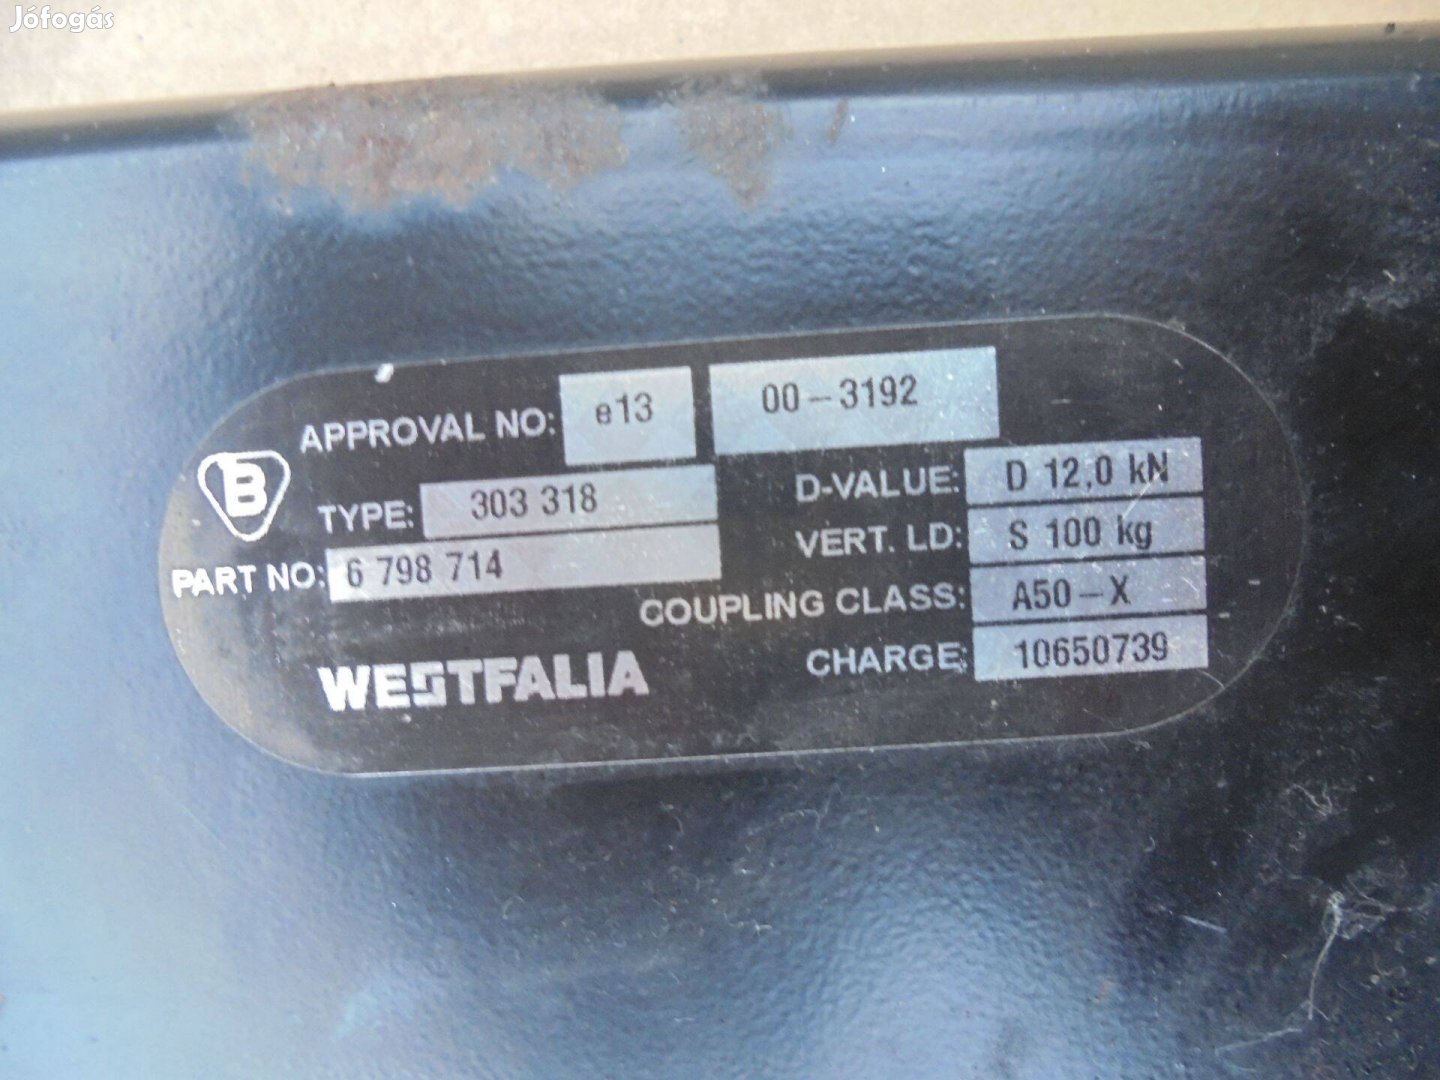 Jófogás
APPROVAL NO: e13 00-3192
B
TYPE: 303 318
PART NO: 6 798 714
D-VALUE: D 12,0 kN
VERT. LD: S 100 kg
COUPLING CLASS: A50-X
CHARGE: 10650739
WESTFALIA